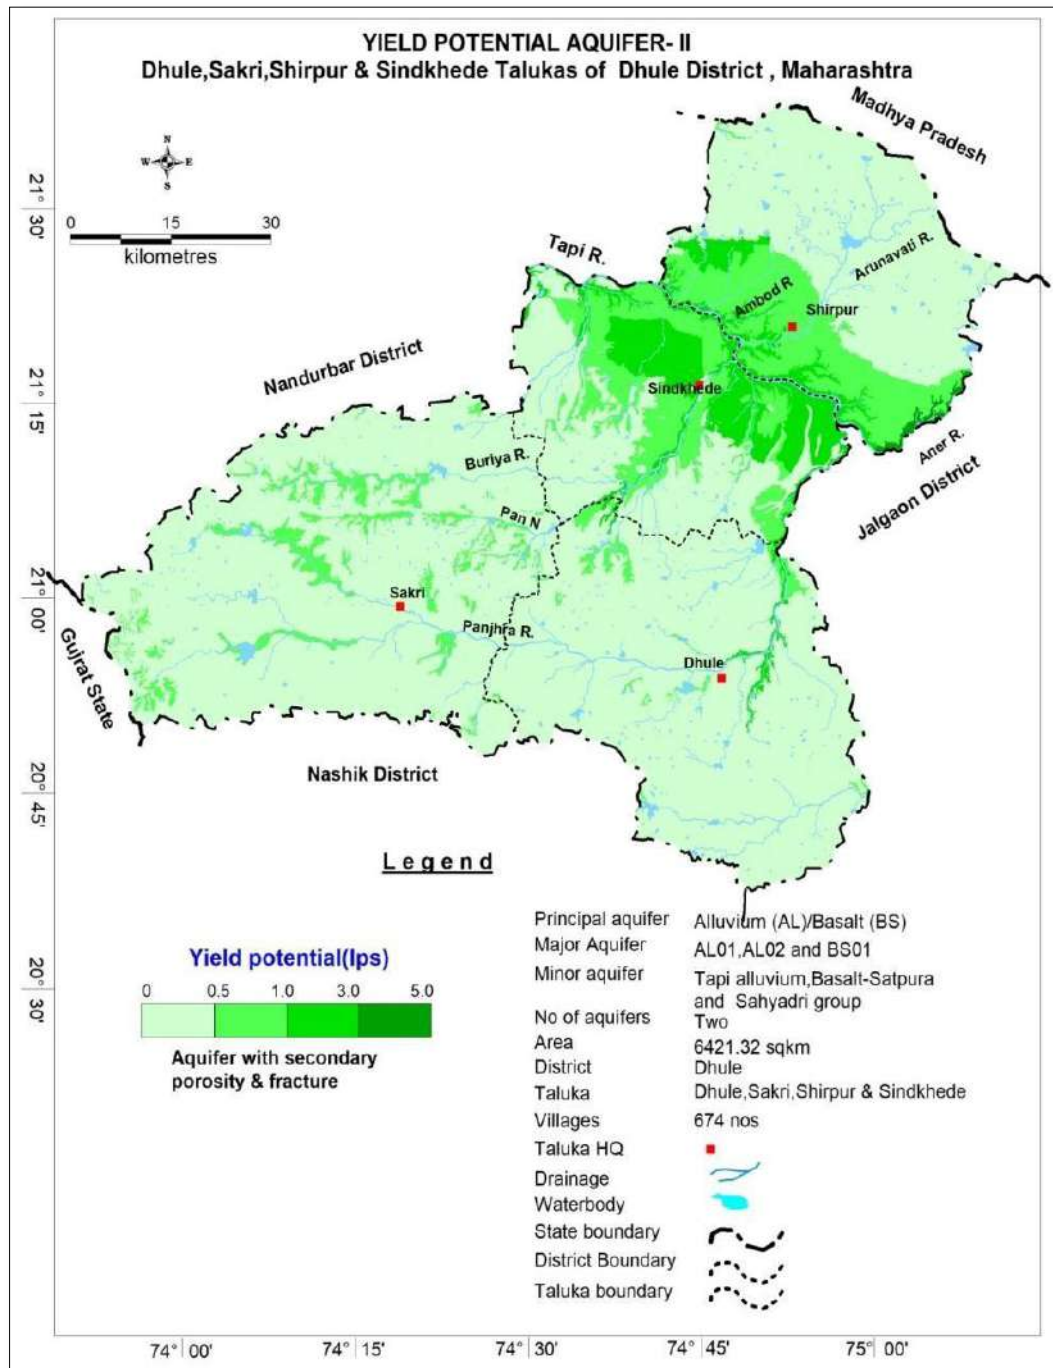 YIELD POTENTIAL AQUIFER- II
Dhule,Sakri,Shirpur & Sindkhede Talukas of Dhule District , Maharashtra
Madhya Pradesh
N
W E
S
0 15 30
kilometres
21° 30'
Tapi R.
Arunavati R.
Ambod R
Shirpur
Nandurbar District
Sindkhede
21° 15'
Aner R.
Jalgaon District
Buriya R.
Pan N
21° 00'
Sakri
Panjhra R.
Dhule
Gujrat State
Nashik District
20° 45'
Legend
Principal aquifer Alluvium (AL)/Basalt (BS)
Major Aquifer AL01,AL02 and BS01
Minor aquifer Tapi alluvium,Basalt-Satpura
and Sahyadri group
No of aquifers Two
Area 6421.32 sqkm
District Dhule
Taluka Dhule,Sakri,Shirpur & Sindkhede
Villages 674 nos
Taluka HQ
Drainage
Waterbody
State boundary
District Boundary
Taluka boundary
Yield potential(lps)
0 0.5 1.0 3.0 5.0
Aquifer with secondary
porosity & fracture
20° 30'
74° 00' 74° 15' 74° 30' 74° 45' 75° 00'